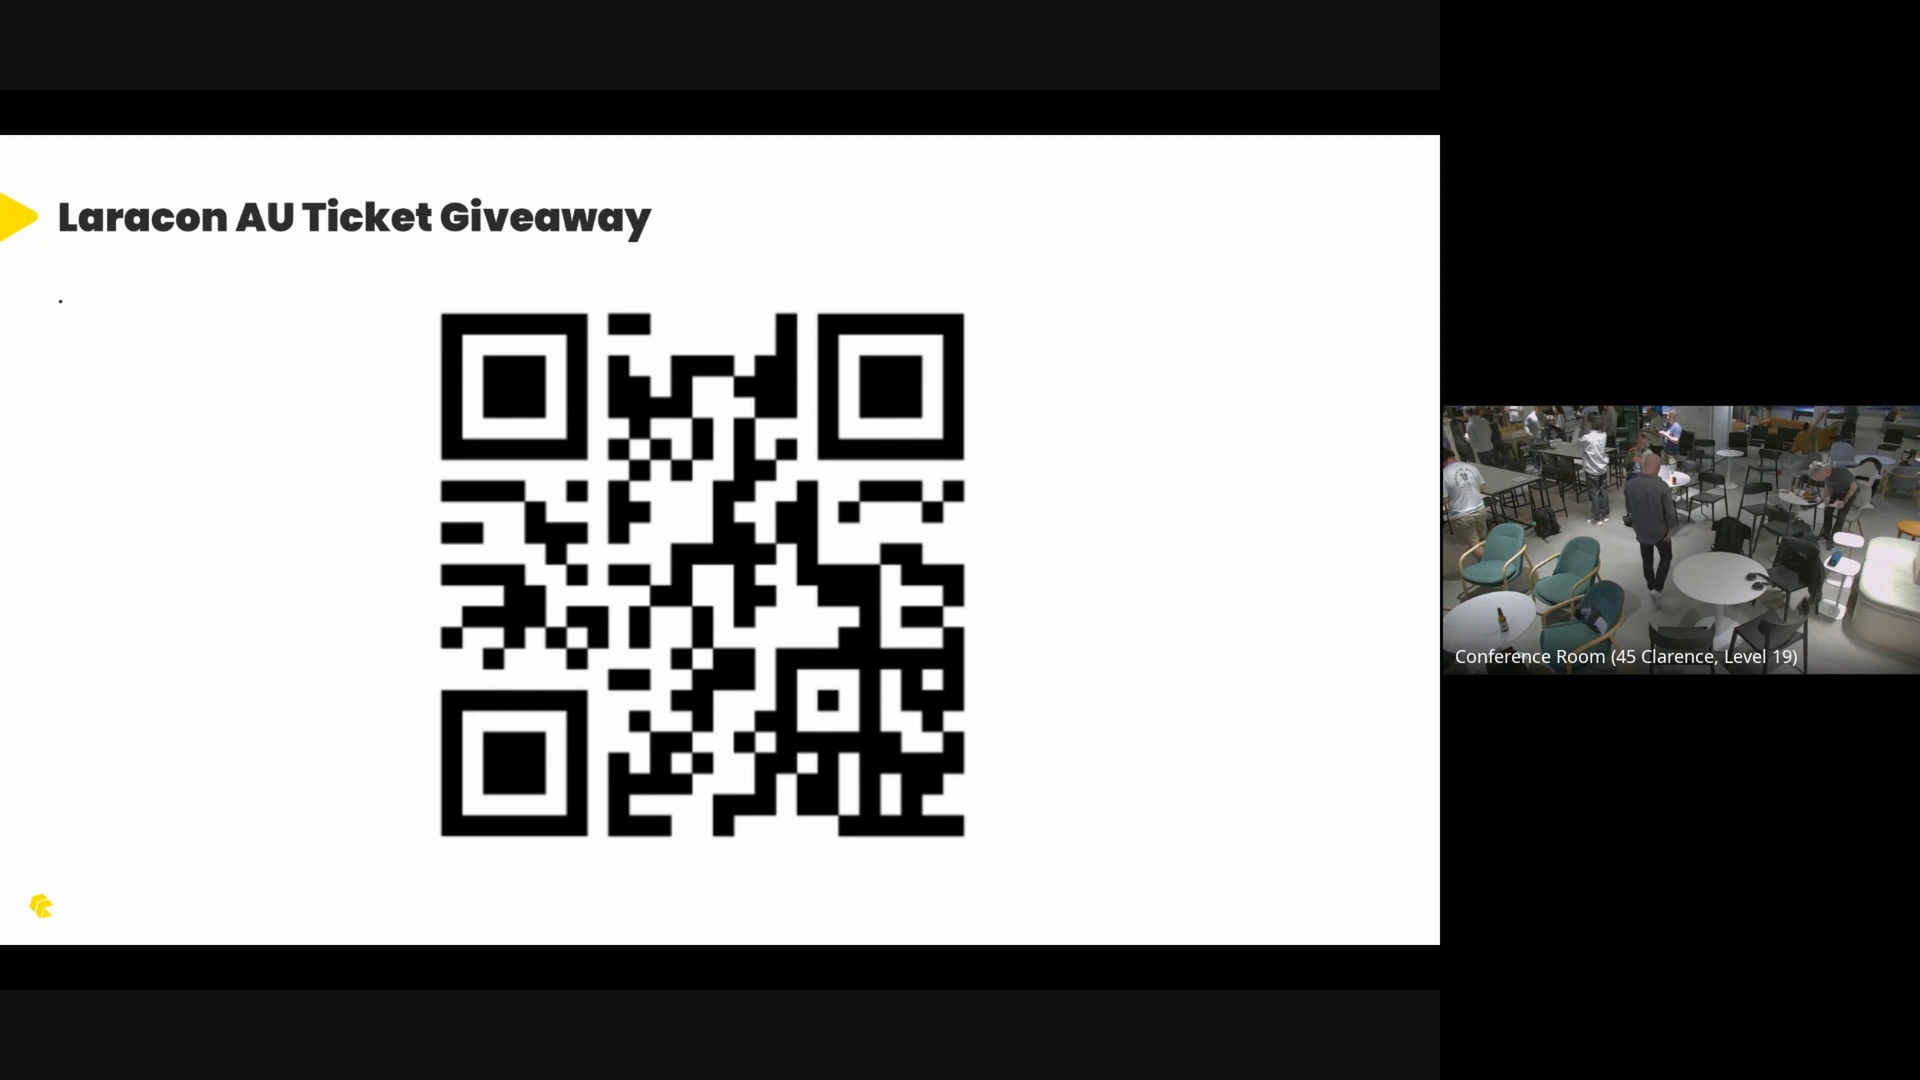 Laracon AU Ticket Giveaway
.
Conference Room (45 Clarence, Level 19)